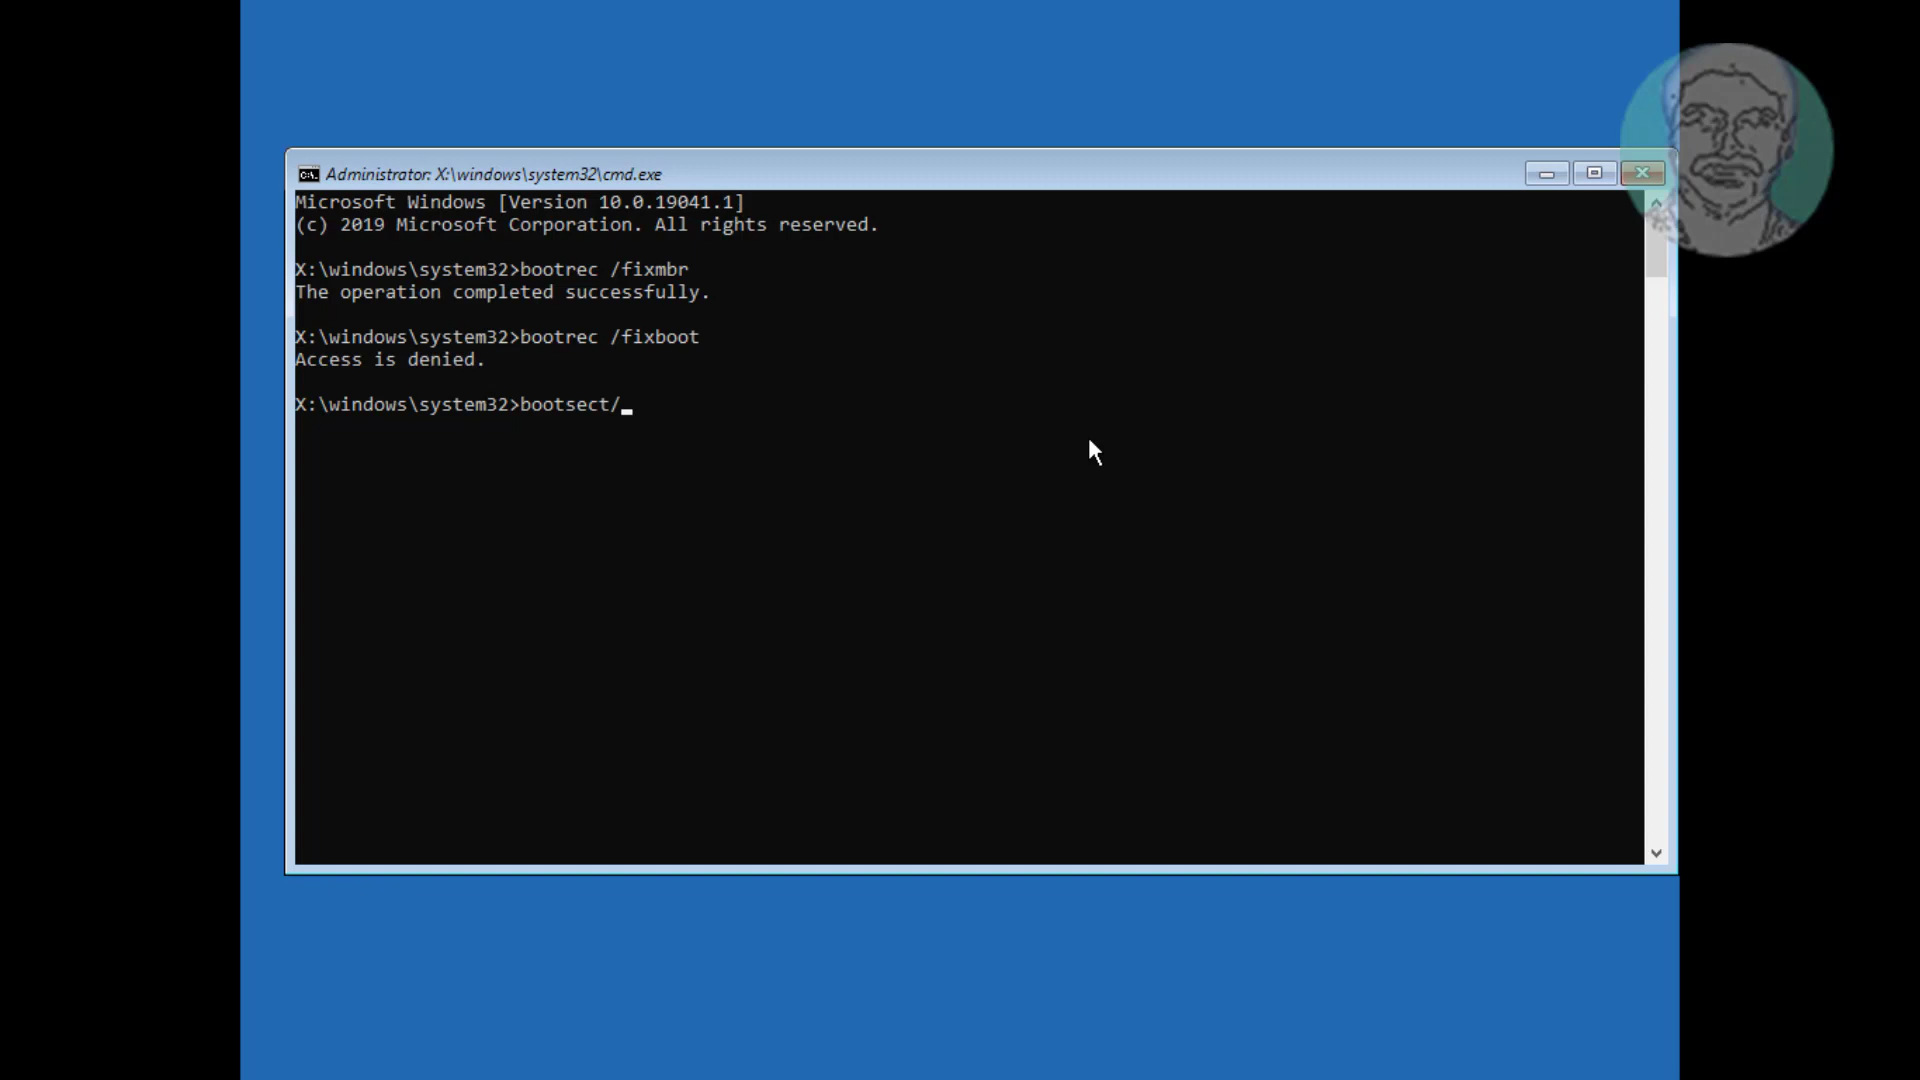 Administrator: X:\windows\system32\cmd.exe
Microsoft Windows [Version 10.0.19041.1]
(c) 2019 Microsoft Corporation. All rights reserved.
X:\windows\system32>bootrec /fixmbr
The operation completed successfully.
X:\windows\system32>bootrec /fixboot
Access is denied.
X:\windows\system32>bootsect/_